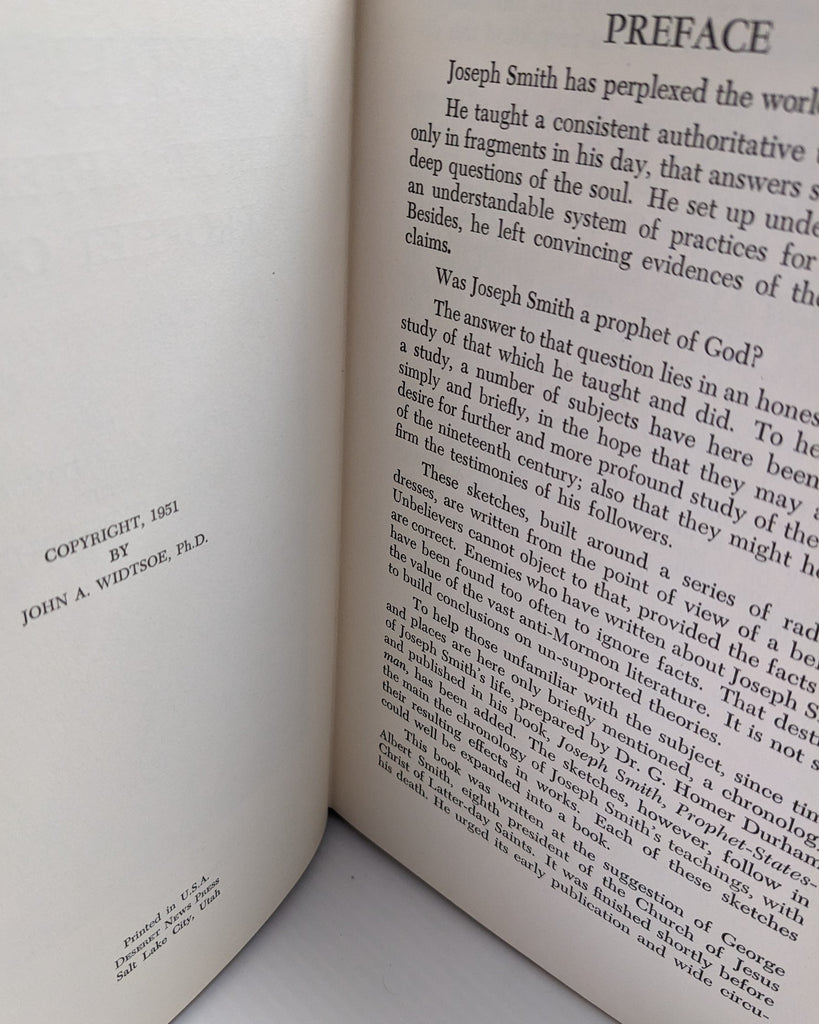 COPYRIGHT, 1951
BY
JOHN A. WIDTSOE, Ph.D.
Printed in U.S.A.
DESERET NEWS PRESS
Salt Lake City, Utah
PREFACE
Joseph Smith has perplexed the
He taught a consistent authoritative
only in fragments in his day, that answers
deep questions of the soul. He set up
an understandable system of practices for
Besides, he left convincing evidences of
claims.
Was Joseph Smith a prophet of God?
The answer to that question lies in an
study of that which he taught and did. To
a study, a number of subjects have here been
simply and briefly, in the hope that they may
desire for further and more profound study of the
of the nineteenth century; also that they might
firm the testimonies of his followers.
These sketches, built around a series of
dresses, are written from the point of view of a
Unbelievers cannot object to that, provided the facts
are correct. Enemies who have written about Joseph
have been found too often to ignore facts. That
the value of the vast anti-Mormon literature. It is not
to build conclusions on un-supported theories.
To help those unfamiliar with the subject, since
and places are here only briefly mentioned, a
of Joseph Smith's life, prepared by Dr. G. Homer Durham
and published in his book, Joseph Smith, Prophet-States-
man, has been added. The sketches, however, follow in
the main the chronology of Joseph Smith's teachings, with
their resulting effects in works. Each of these sketches
could well be expanded into a book.
This book was written at the suggestion of George
Albert Smith, eighth president of the Church of Jesus
Christ of Latter-day Saints. It was finished shortly before
his death. He urged its early publication and wide circu-